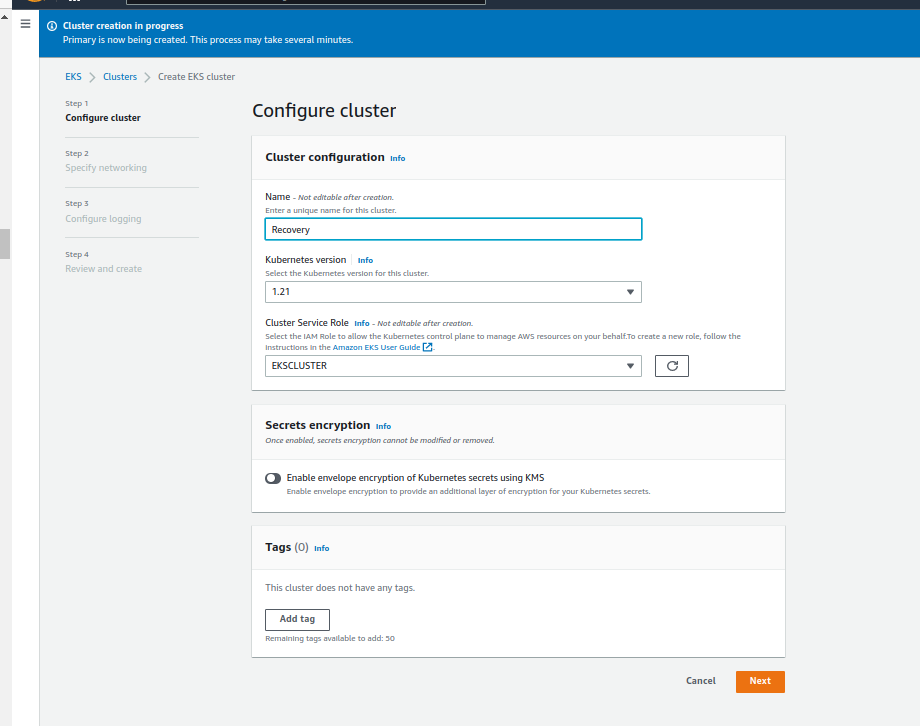 Cluster creation in progress
Primary is now being created. This process may take several minutes.
EKS > Clusters > Create EKS cluster
Step 1
Configure cluster
Step 2
Specify networking
Step 3
Configure logging
Step 4
Review and create
Configure cluster
Cluster configuration Info
Name - Not editable after creation.
Enter a unique name for this cluster.
Recovery
Kubernetes version Info
Select the Kubernetes version for this cluster.
1.21
Cluster Service Role Info - Not editable after creation.
Select the IAM Role to allow the Kubernetes control plane to manage AWS resources on your behalf.To create a new role, follow the
instructions in the Amazon EKS User Guide.
EKSCLUSTER
Secrets encryption Info
Once enabled, secrets encryption cannot be modified or removed.
Enable envelope encryption of Kubernetes secrets using KMS
Enable envelope encryption to provide an additional layer of encryption for your Kubernetes secrets.
Tags (0) Info
This cluster does not have any tags.
Add tag
Remaining tags available to add: 50
Cancel Next